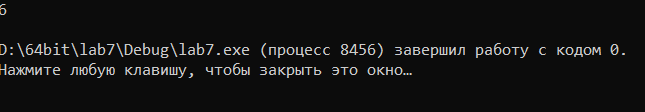 6
D:\64bit\lab7\Debug\lab7.exe (процесс 8456) завершил работу с кодом 0.
Нажмите любую клавишу, чтобы закрыть это окно…